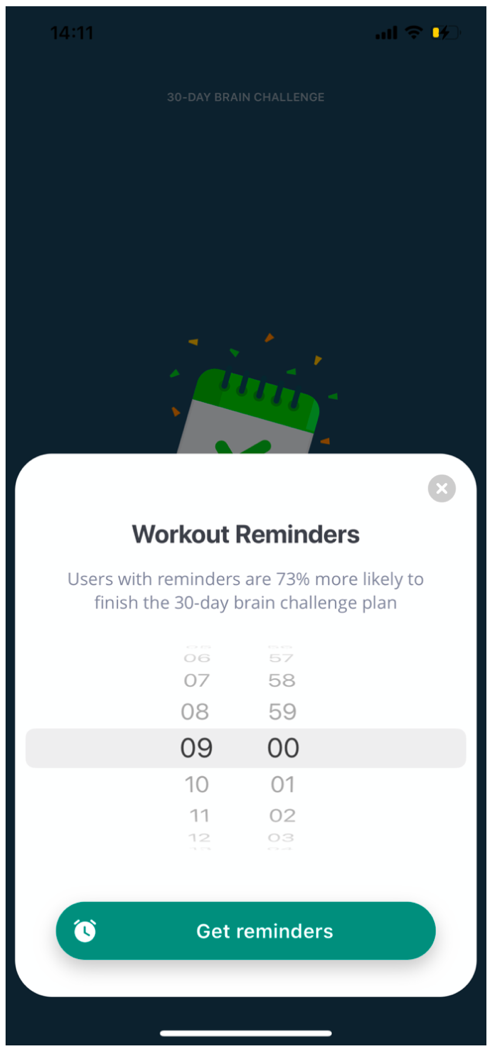 14:11
30-DAY BRAIN CHALLENGE
Workout Reminders
Users with reminders are 73% more likely to
finish the 30-day brain challenge plan
06 57
07 58
08 59
09 00
10 01
11 02
12 03
Get reminders